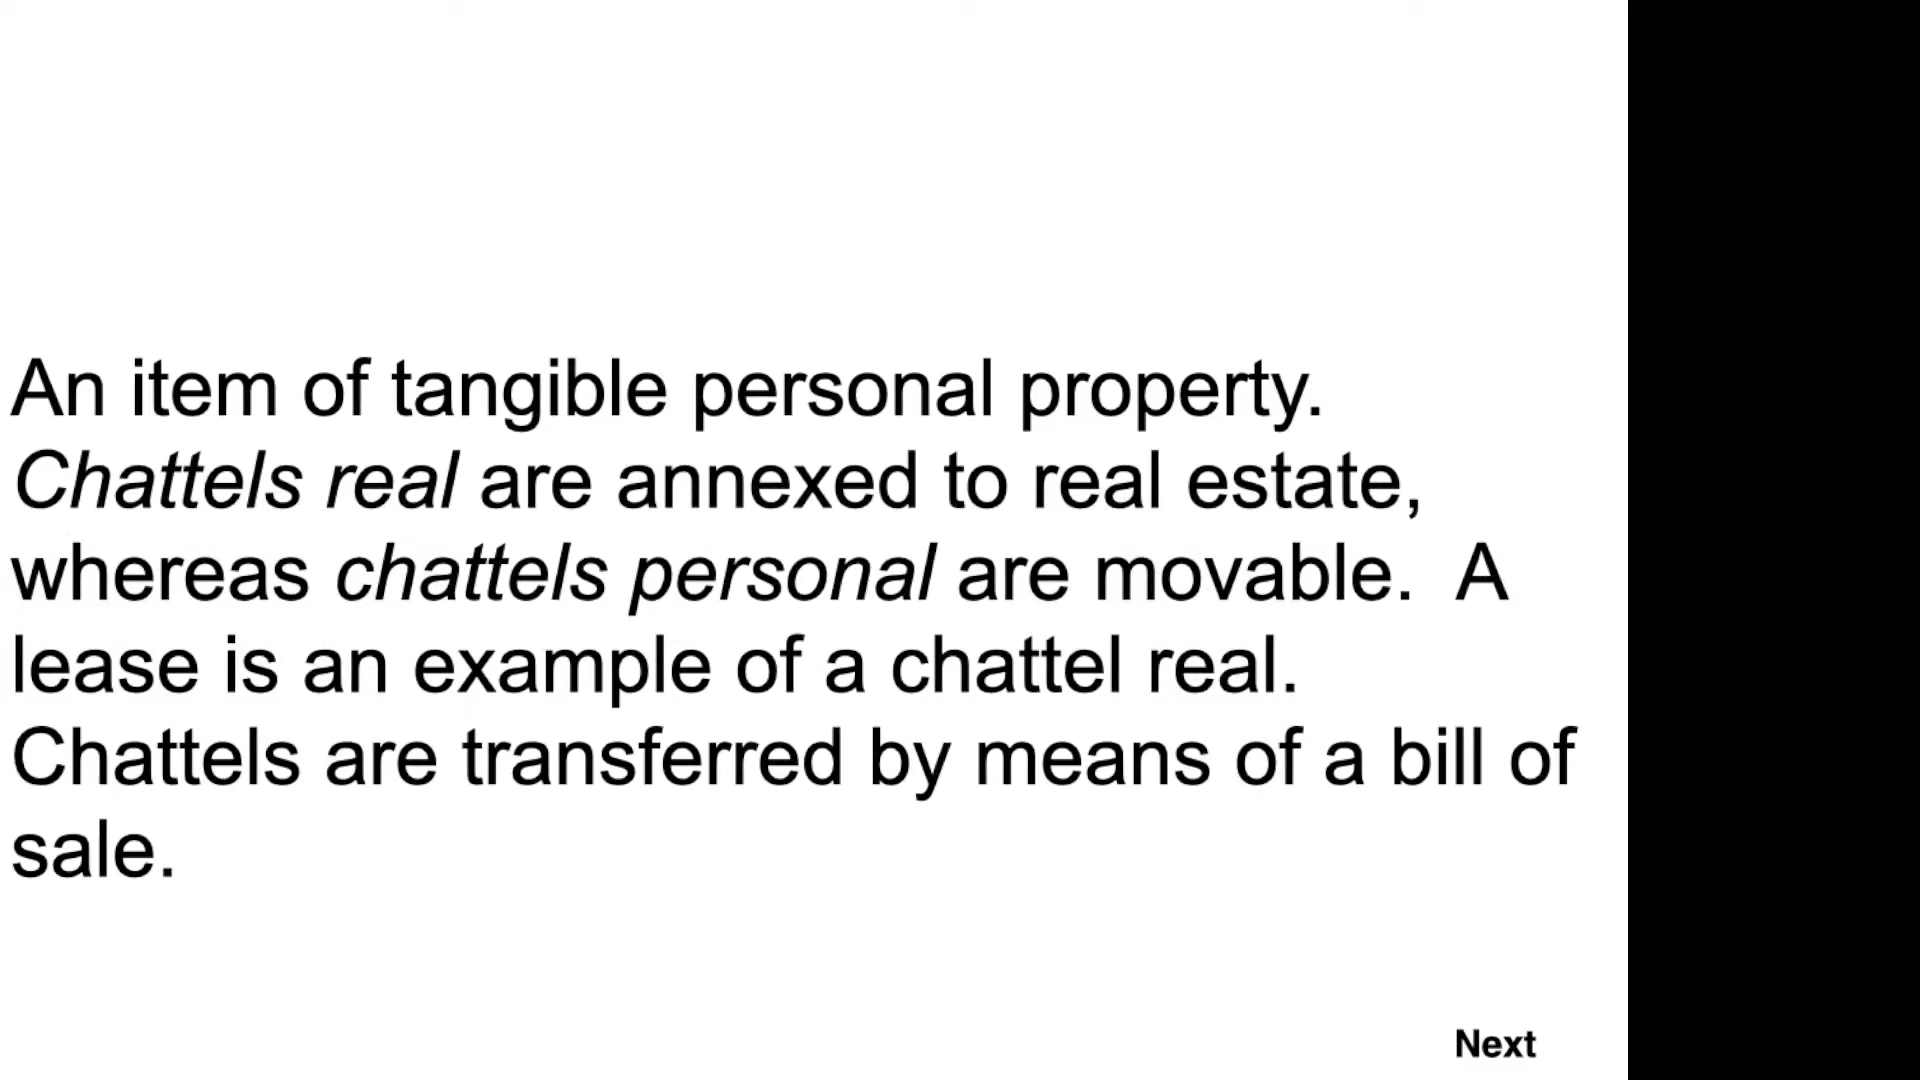 An item of tangible personal property.
Chattels real are annexed to real estate,
whereas chattels personal are movable.  A
lease is an example of a chattel real.
Chattels are transferred by means of a bill of
sale.
Next